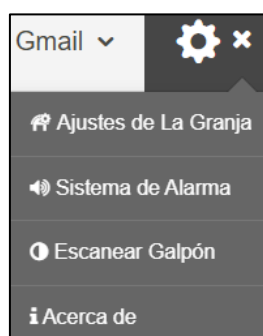 Gmail
Ajustes de La Granja
Sistema de Alarma
Escanear Galpón
Acerca de